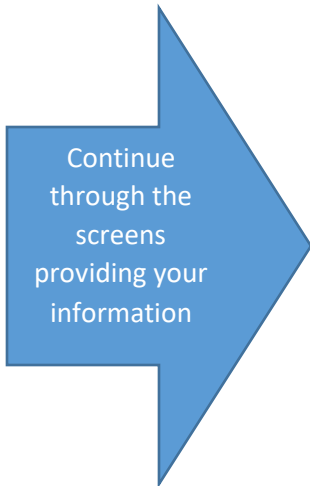 Continue
through the
screens
providing your
information